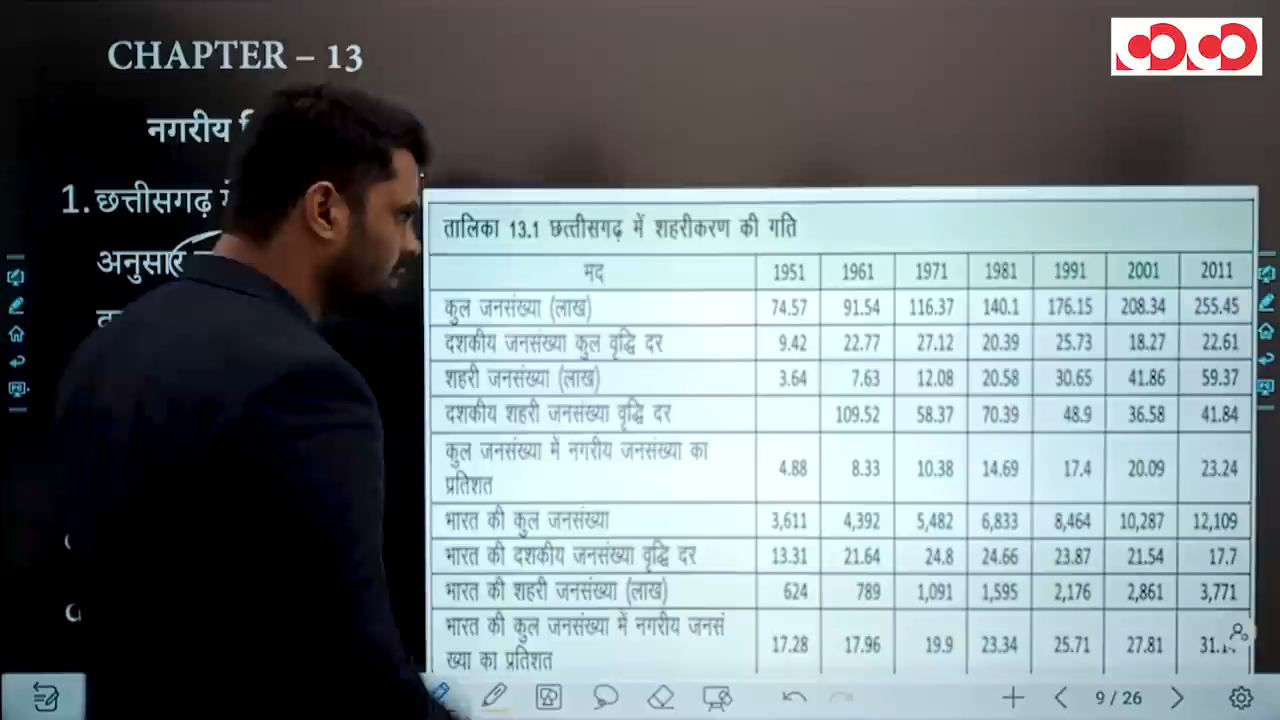 CHAPTER – 13
नगरीय
1. छत्तीसगढ़
अनुसार
तालिका 13.1 छत्तीसगढ़ में शहरीकरण की गति
मद 1951 1961 1971 1981 1991 2001 2011
कुल जनसंख्या (लाख) 74.57 91.54 116.37 140.1 176.15 208.34 255.45
दशकीय जनसंख्या कुल वृद्धि दर 9.42 22.77 27.12 20.39 25.73 18.27 22.61
शहरी जनसंख्या (लाख) 3.64 7.63 12.08 20.58 30.65 41.86 59.37
दशकीय शहरी जनसंख्या वृद्धि दर 109.52 58.37 70.39 48.9 36.58 41.84
कुल जनसंख्या में नगरीय जनसंख्या का
प्रतिशत 4.88 8.33 10.38 14.69 17.4 20.09 23.24
भारत की कुल जनसंख्या 3,611 4,392 5,482 6,833 8,464 10,287 12,109
भारत की दशकीय जनसंख्या वृद्धि दर 13.31 21.64 24.8 24.66 23.87 21.54 17.7
भारत की शहरी जनसंख्या (लाख) 624 789 1,091 1,595 2,176 2,861 3,771
भारत की कुल जनसंख्या में नगरीय जनसं
ख्या का प्रतिशत 17.28 17.96 19.9 23.34 25.71 27.81
9 / 26